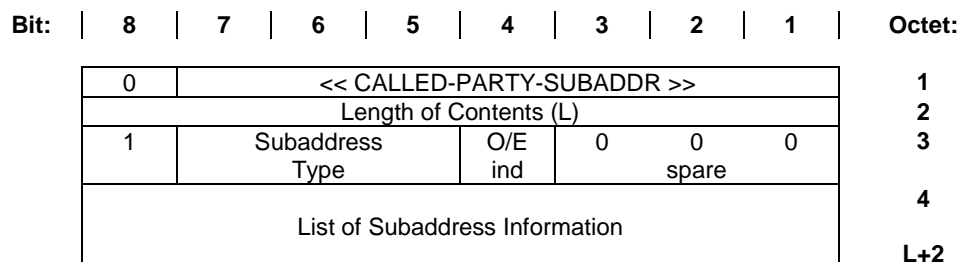 Bit: 8 7 6 5 4 3 2 1 Octet:
0 << CALLED-PARTY-SUBADDR >> 1
Length of Contents (L) 2
1 Subaddress O/E 0 0 0 3
Type ind spare
4
List of Subaddress Information
L+2